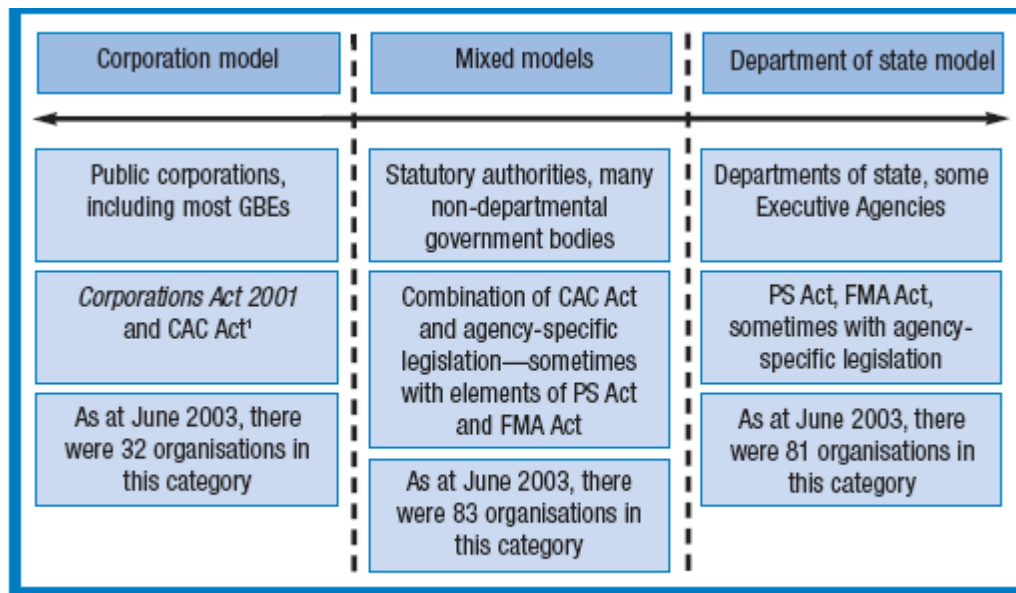 Corporation model
Mixed models
Department of state model
Public corporations,
including most GBEs
Statutory authorities, many
non-departmental
government bodies
Departments of state, some
Executive Agencies
Corporations Act 2001
and CAC Act¹
Combination of CAC Act
and agency-specific
legislation—sometimes
with elements of PS Act
and FMA Act
PS Act, FMA Act,
sometimes with agency-
specific legislation
As at June 2003, there
were 32 organisations in
this category
As at June 2003, there
were 83 organisations in
this category
As at June 2003, there
were 81 organisations in
this category